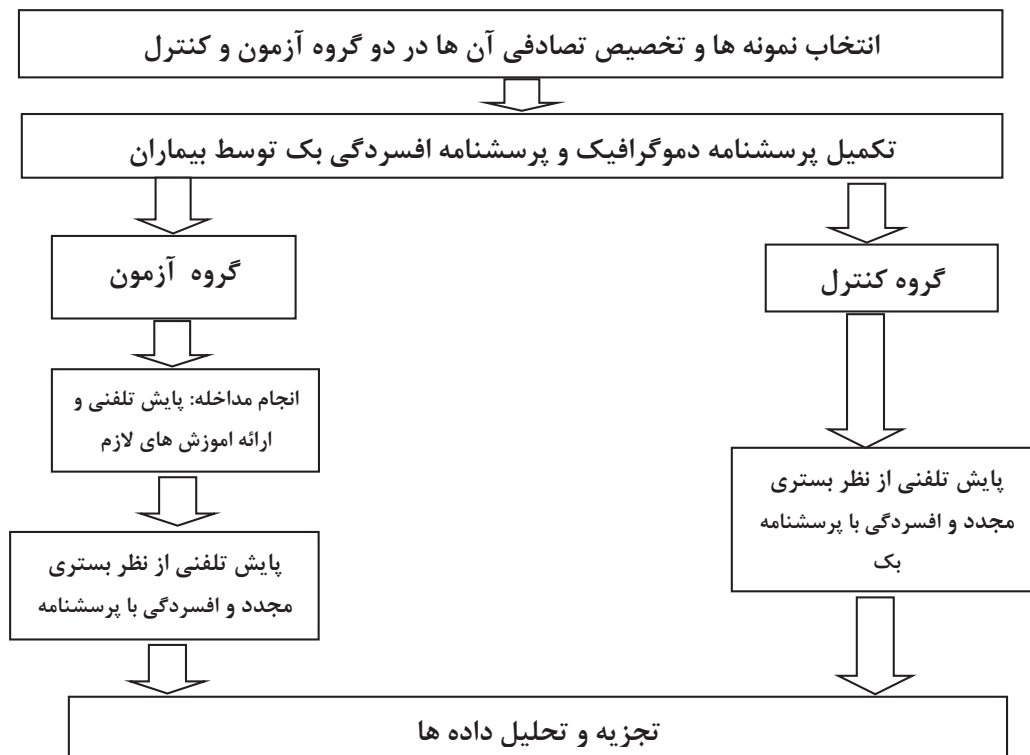 انتخاب نمونه ها و تخصیص تصادفی آن ها در دو گروه آزمون و کنترل
تکمیل پرسشنامه دموگرافیک و پرسشنامه افسردگی بک توسط بیماران
گروه کنترل
پایش تلفنی از نظر بستری
مجدد و افسردگی با پرسشنامه
بک
گروه آزمون
انجام مداخله: پایش تلفنی و
ارائه اموزش های لازم
پایش تلفنی از نظر بستری
مجدد و افسردگی با پرسشنامه
تجزیه و تحلیل داده ها